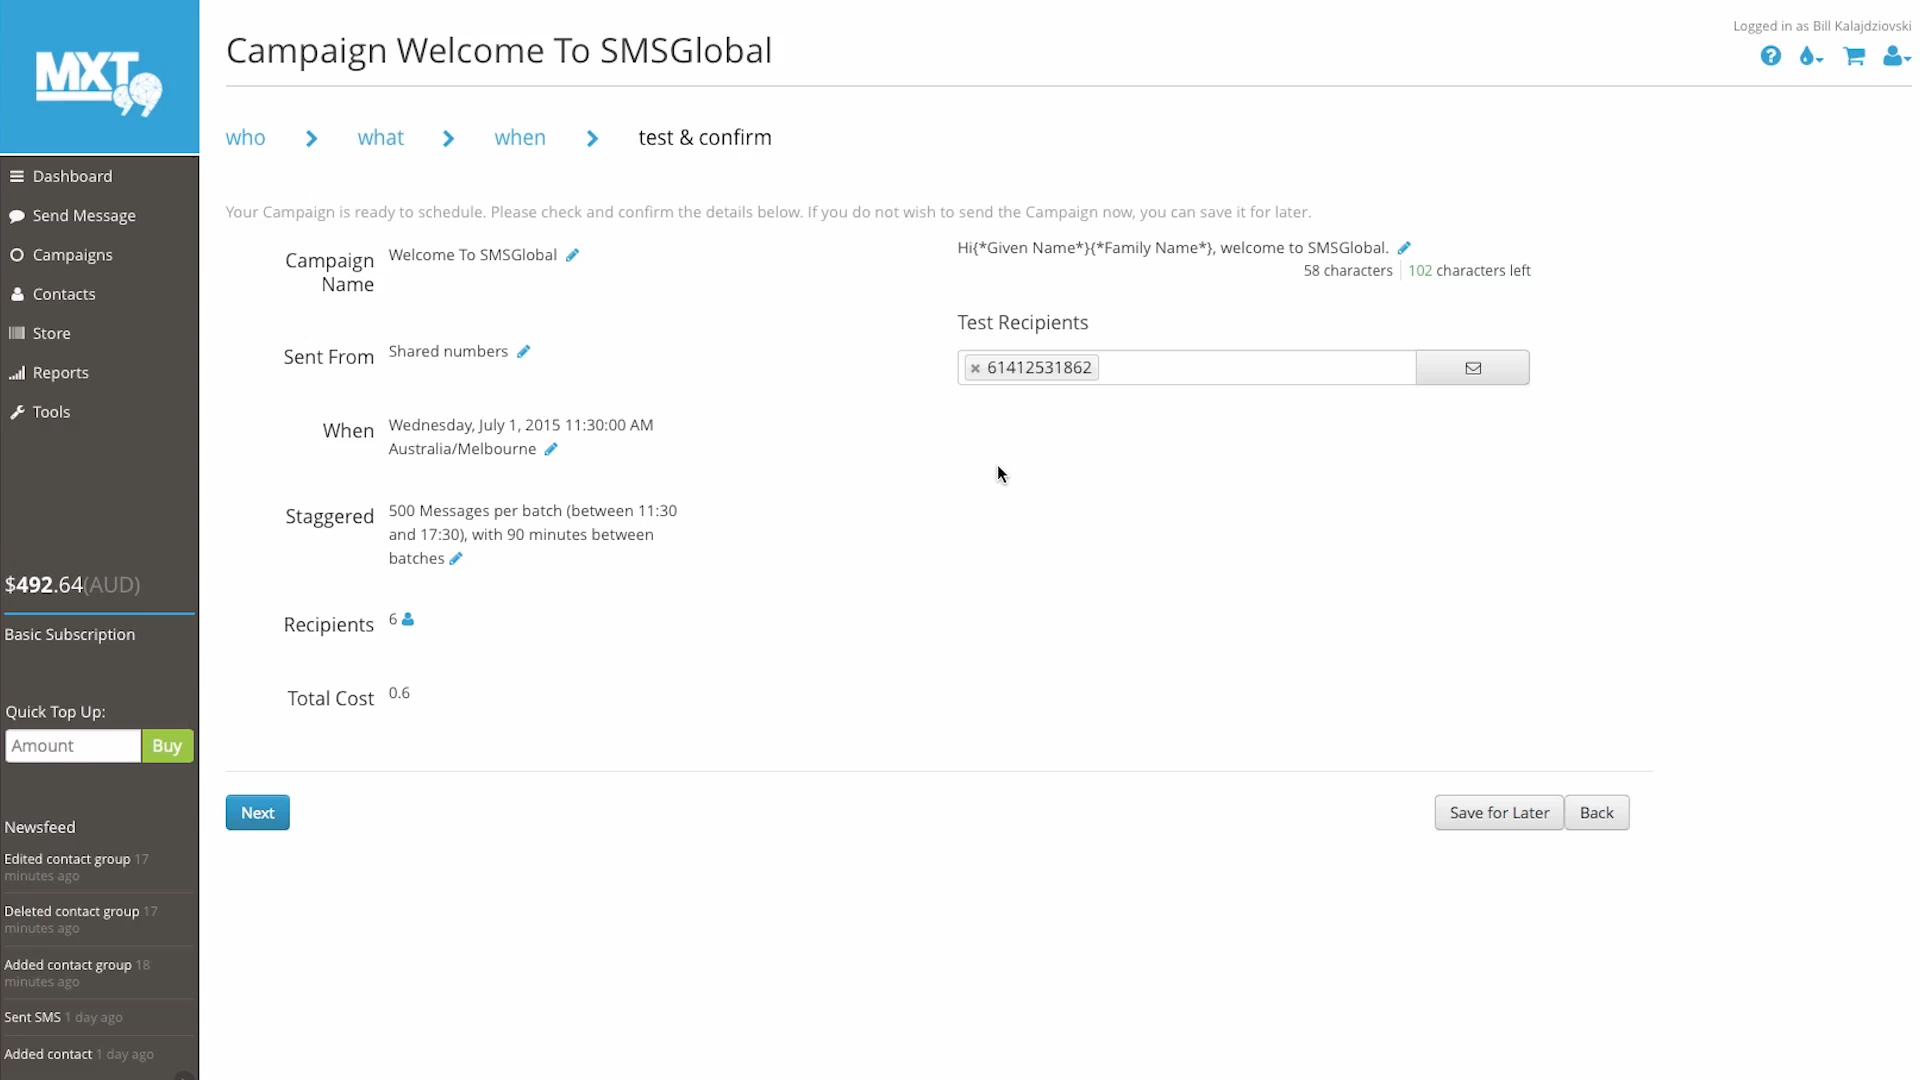 MXT
Campaign Welcome To SMSGlobal
Logged in as Bill Kalajdziovski
who
what
when
test & confirm
Dashboard
Send Message
Campaigns
Contacts
Store
Reports
Tools
$492.64(AUD)
Basic Subscription
Quick Top Up:
Amount
Buy
Newsfeed
Edited contact group 17
minutes ago
Deleted contact group 17
minutes ago
Added contact group 18
minutes ago
Sent SMS 1 day ago
Added contact 1 day ago
Your Campaign is ready to schedule. Please check and confirm the details below. If you do not wish to send the Campaign now, you can save it for later.
Campaign
Name
Welcome To SMSGlobal
Sent From
Shared numbers
When
Wednesday, July 1, 2015 11:30:00 AM
Australia/Melbourne
Staggered
500 Messages per batch (between 11:30
and 17:30), with 90 minutes between
batches
Recipients
6
Total Cost
0.6
Hi{*Given Name*}{*Family Name*}, welcome to SMSGlobal.
58 characters
102 characters left
Test Recipients
61412531862
Next
Save for Later
Back